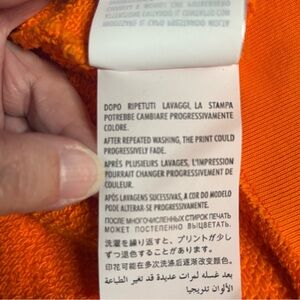 DOPO RIPETUTI LAVAGGI, LA STAMPA
POTREBBE CAMBIARE PROGRESSIVAMENTE
COLORE.
AFTER REPEATED WASHING, THE PRINT COULD
PROGRESSIVELY FADE.
APRÈS PLUSIEURS LAVAGES, L'IMPRESSION
POURRAIT CHANGER PROGRESSIVEMENT DE
COULEUR.
APÓS LAVAGENS SUCESSIVAS, A COR DO MODELO
PODE ALTERAR-SE PROGRESSIVAMENTE.
ПОСЛЕ МНОГОЧИСЛЕННЫХ СТИРОК ПЕЧАТЬ
МОЖЕТ ПОСТЕПЕННО ВЫЦВЕТАТЬ.
洗濯を繰り返すと、プリントが少し
ずつ退色することがあります。
印花可能在多次洗涤后逐渐改变颜色。
بعد غسله لمرات عديدة قد تغير الطباعة
الألوان تدريجيا